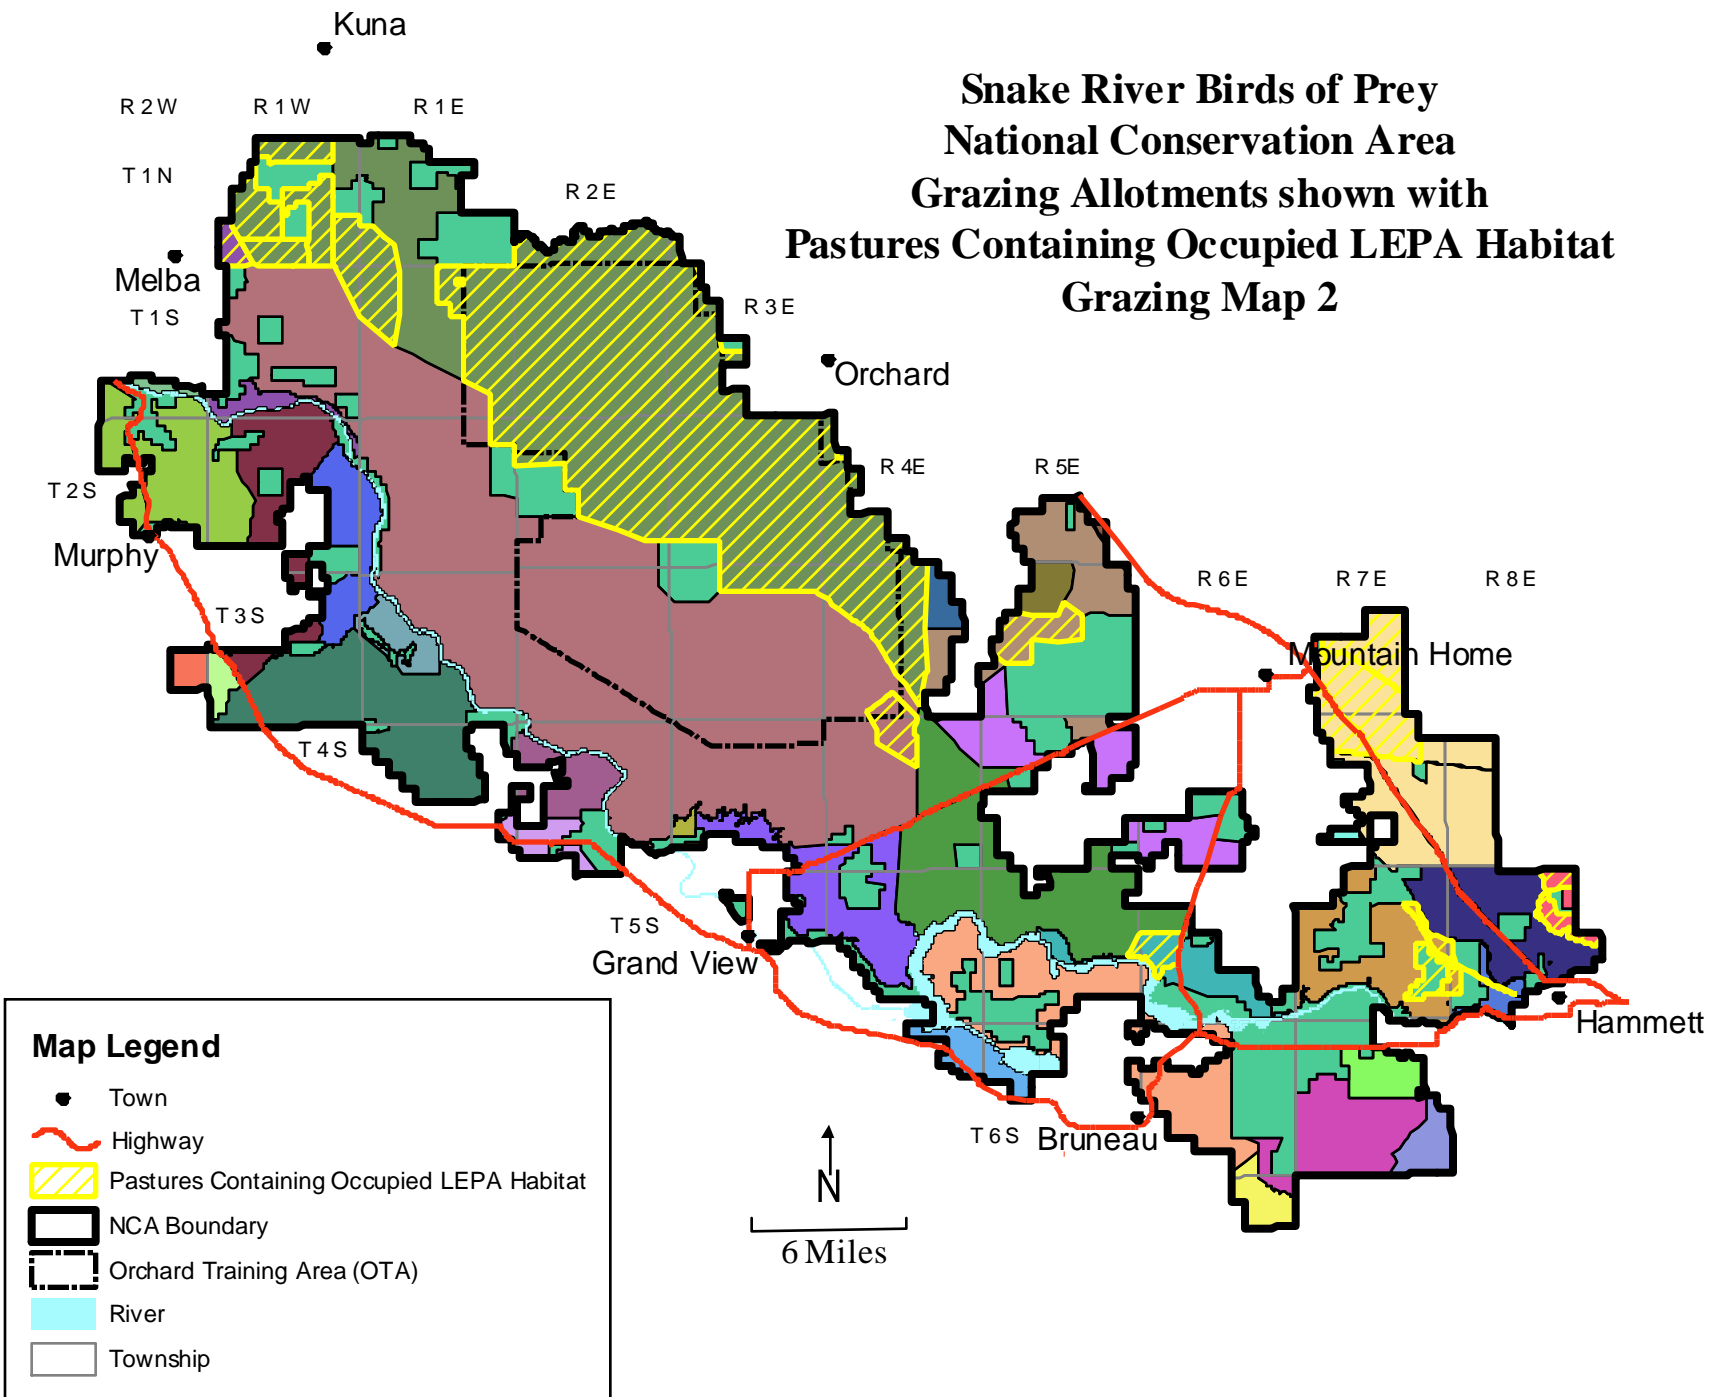 Kuna
Snake River Birds of Prey
National Conservation Area
Grazing Allotments shown with
Pastures Containing Occupied LEPA Habitat
Grazing Map 2
R 2 W
R 1 W
R 1 E
T 1 N
R 2 E
Melba
T 1 S
R 3 E
Orchard
R 4 E
R 5 E
T 2 S
Murphy
R 6 E
R 7 E
R 8 E
T 3 S
Mountain Home
T 4 S
T 5 S
Grand View
Hammett
T 6 S
Bruneau
N
6 Miles
Map Legend
Town
Highway
Pastures Containing Occupied LEPA Habitat
NCA Boundary
Orchard Training Area (OTA)
River
Township